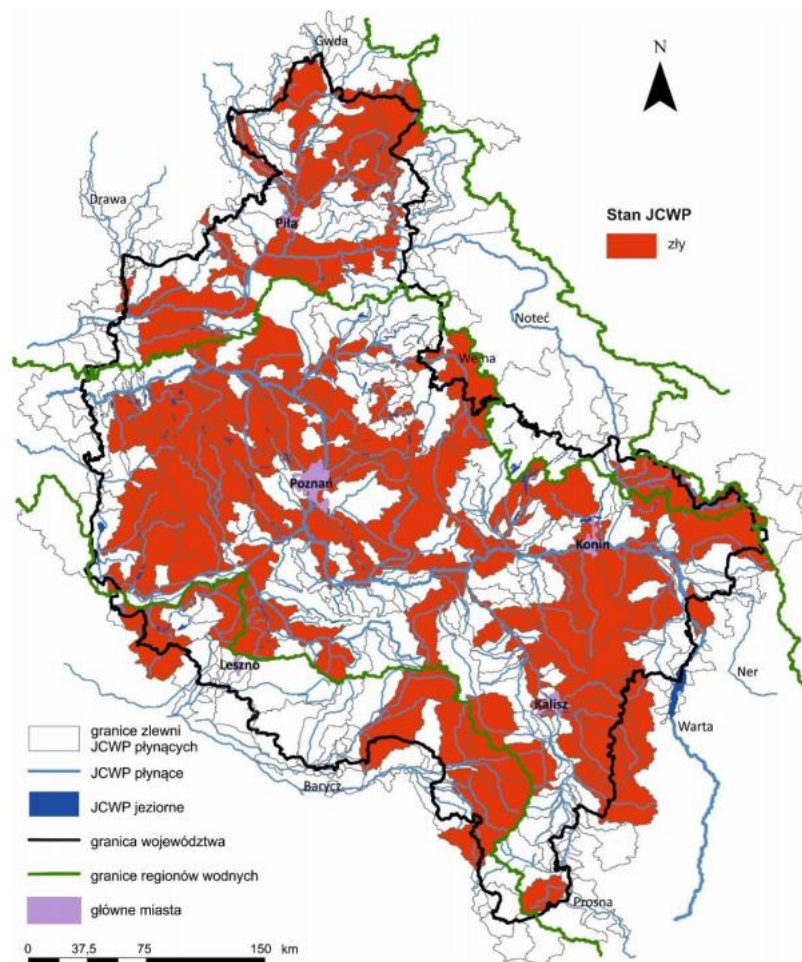 Gwda
N
Drawa
Stan JCWP
zły
Piła
Noteć
Wełna
Poznań
Konin
Leszno
Ner
Kalisz
Warta
Barycz
Prosna
granice zlewni
JCWP płynących
JCWP płynące
JCWP jeziorne
granica województwa
granice regionów wodnych
główne miasta
0 37,5 75 150 km